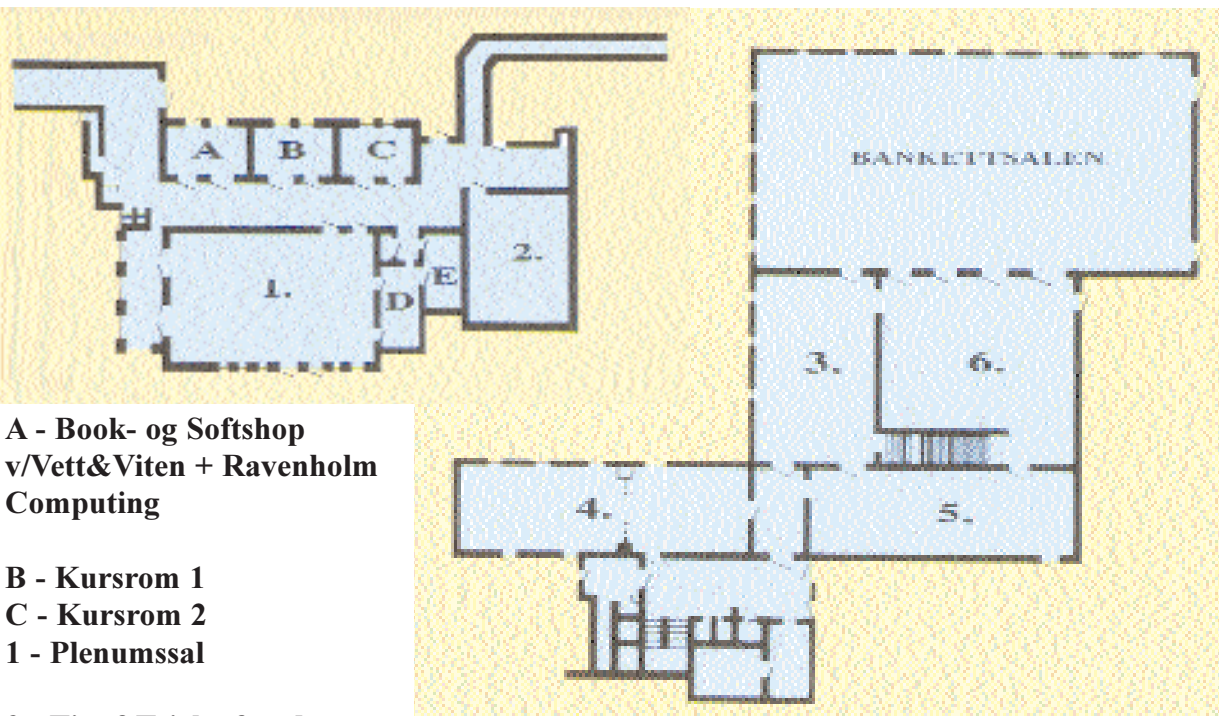 A
B
C
1.
2.
D
E
BANKETTSALEN
3.
6.
4.
5.
A - Book- og Softshop
v/Vett&Viten + Ravenholm
Computing
B - Kursrom 1
C - Kursrom 2
1 - Plenumssal